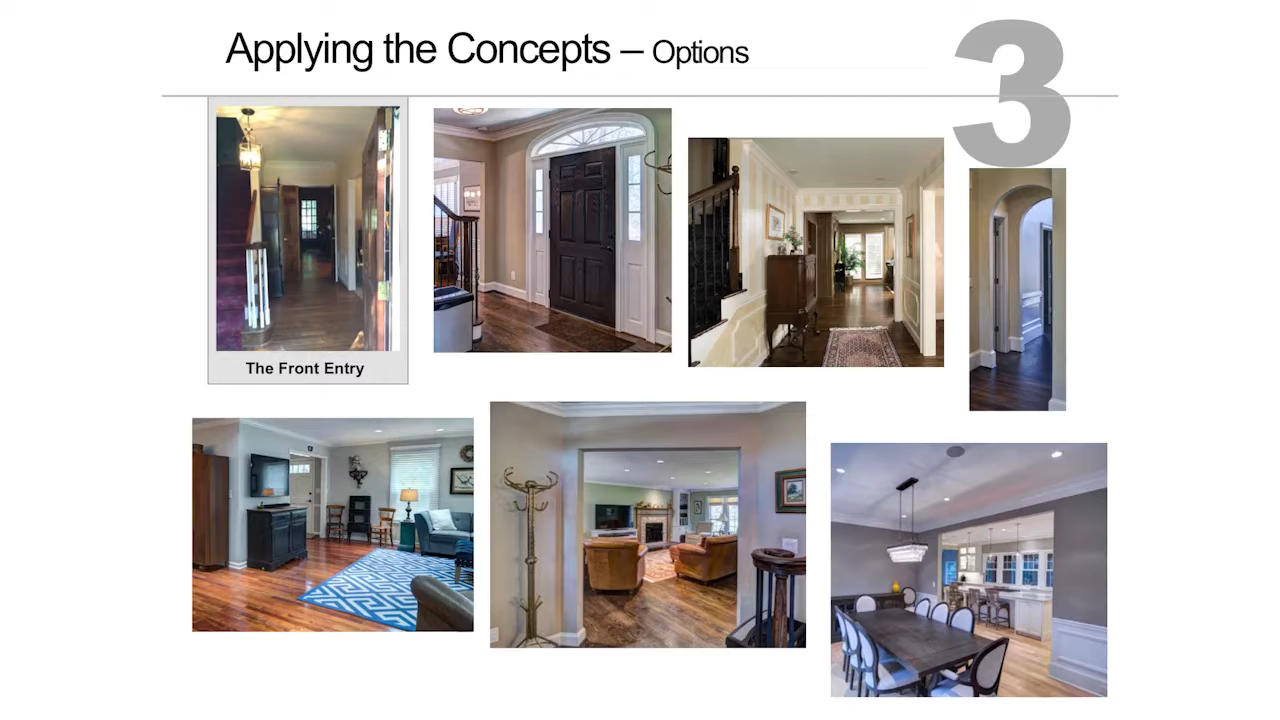 Applying the Concepts – Options
3
The Front Entry